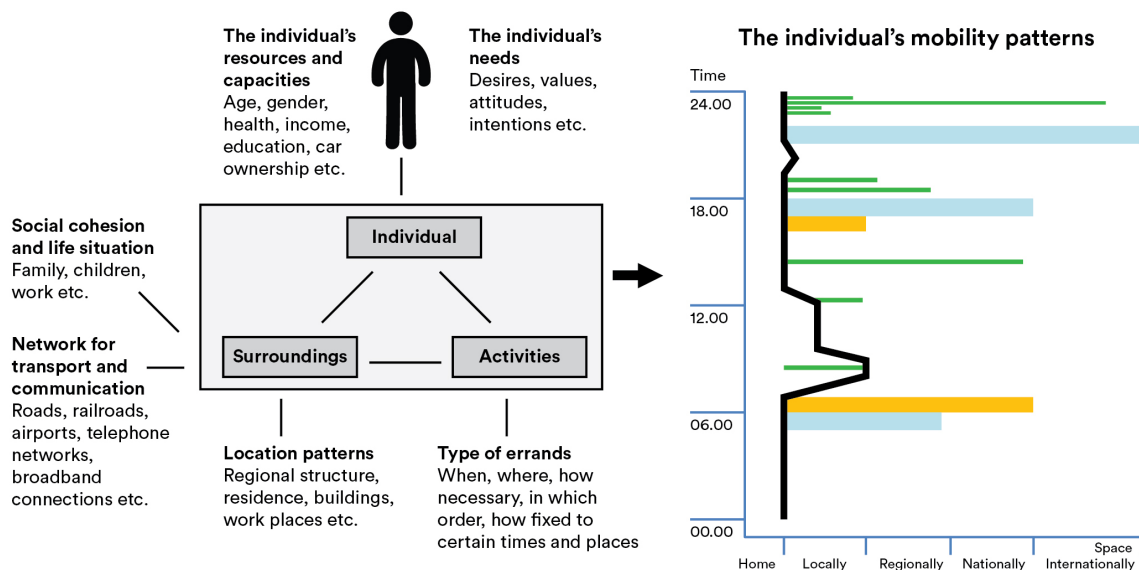 The individual's
resources and
capacities
Age, gender,
health, income,
education, car
ownership etc.
The individual's
needs
Desires, values,
attitudes,
intentions etc.
Social cohesion
and life situation
Family, children,
work etc.
Network for
transport and
communication
Roads, railroads,
airports, telephone
networks,
broadband
connections etc.
Individual
Surroundings
Activities
Location patterns
Regional structure,
residence, buildings,
work places etc.
Type of errands
When, where, how
necessary, in which
order, how fixed to
certain times and places
The individual's mobility patterns
Time
24.00
18.00
12.00
06.00
00.00
Space
Home
Locally
Regionally
Nationally
Internationally